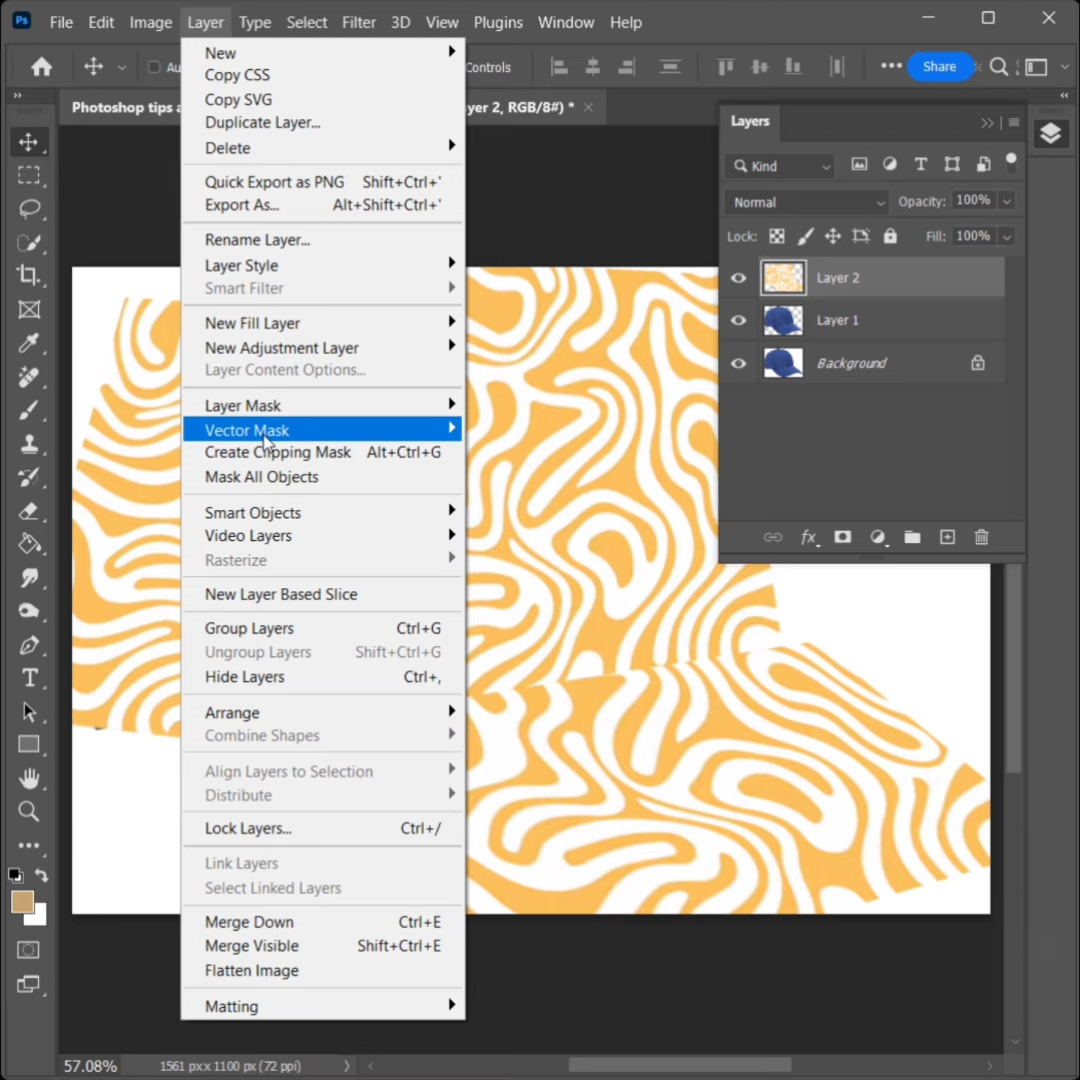 Ps File Edit Image Layer Type Select Filter 3D View Plugins Window Help
Controls Share
Photoshop tips a yer 2, RGB/8#) *
New
Copy CSS
Copy SVG
Duplicate Layer...
Delete
Quick Export as PNG Shift+Ctrl+'
Export As... Alt+Shift+Ctrl+'
Rename Layer...
Layer Style
Smart Filter
New Fill Layer
New Adjustment Layer
Layer Content Options...
Layer Mask
Vector Mask
Create Clipping Mask Alt+Ctrl+G
Mask All Objects
Smart Objects
Video Layers
Rasterize
New Layer Based Slice
Group Layers Ctrl+G
Ungroup Layers Shift+Ctrl+G
Hide Layers Ctrl+,
Arrange
Combine Shapes
Align Layers to Selection
Distribute
Lock Layers... Ctrl+/
Link Layers
Select Linked Layers
Merge Down Ctrl+E
Merge Visible Shift+Ctrl+E
Flatten Image
Matting
Layers
Kind
Normal Opacity: 100%
Lock: Fill: 100%
Layer 2
Layer 1
Background
fx
57.08% 1561 px x 1100 px (72 ppi)